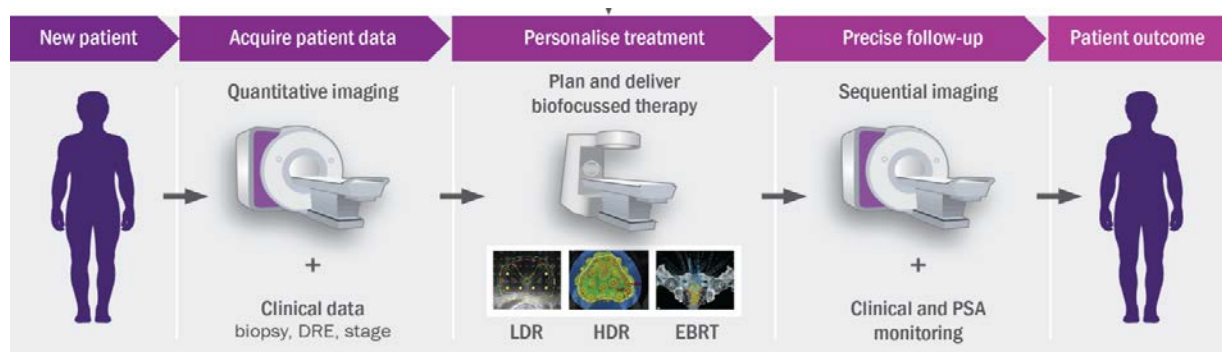 New patient
Acquire patient data
Personalise treatment
Precise follow-up
Patient outcome
Quantitative imaging
+
Clinical data
biopsy, DRE, stage
Plan and deliver
biofocussed therapy
LDR
HDR
EBRT
Sequential imaging
+
Clinical and PSA
monitoring